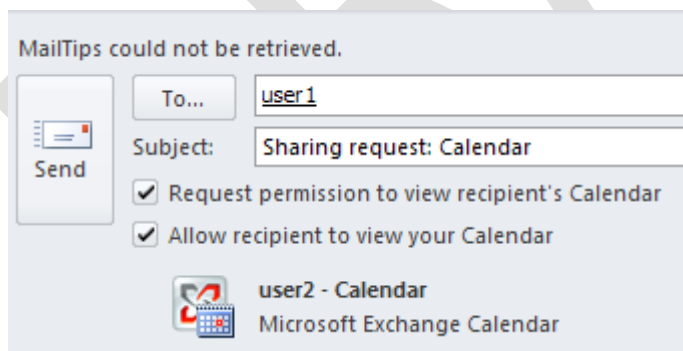 MailTips could not be retrieved.
To...
user1
Send
Subject:
Sharing request: Calendar
Request permission to view recipient's Calendar
Allow recipient to view your Calendar
user2 - Calendar
Microsoft Exchange Calendar